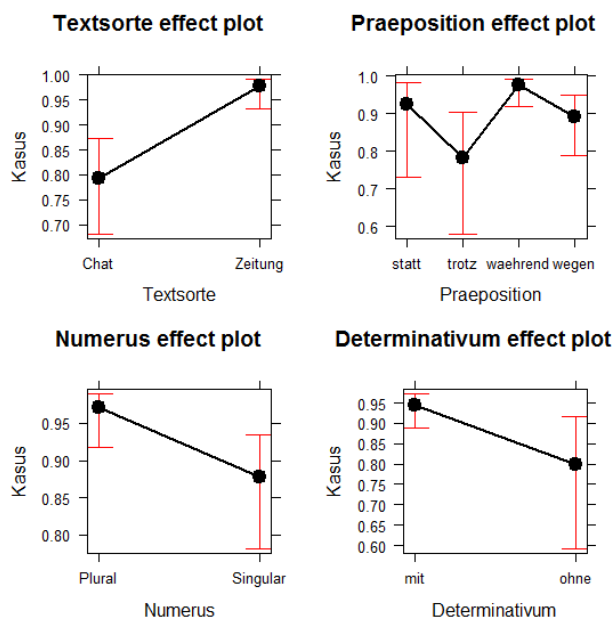 Textsorte effect plot
Kasus
1.00
0.95
0.90
0.85
0.80
0.75
0.70
Chat
Zeitung
Textsorte
Praeposition effect plot
Kasus
1.0
0.9
0.8
0.7
0.6
statt
trotz
waehrend
wegen
Praeposition
Numerus effect plot
Kasus
0.95
0.90
0.85
0.80
Plural
Singular
Numerus
Determinativum effect plot
Kasus
0.95
0.90
0.85
0.80
0.75
0.70
0.65
0.60
mit
ohne
Determinativum